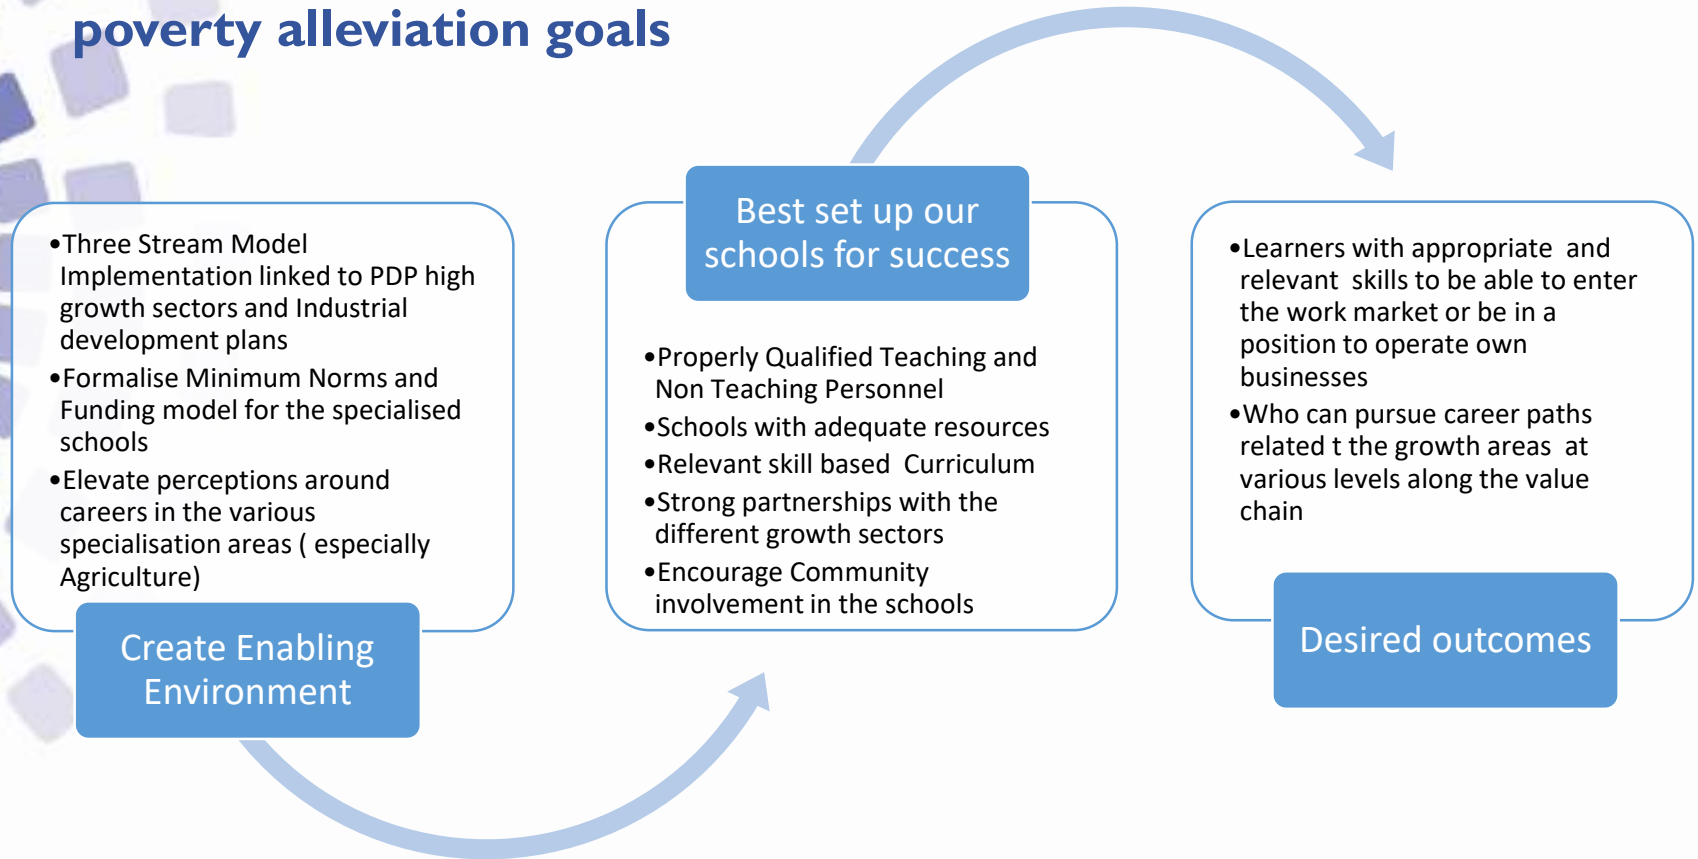 poverty alleviation goals
•Three Stream Model
Implementation linked to PDP high
growth sectors and Industrial
development plans
•Formalise Minimum Norms and
Funding model for the specialised
schools
•Elevate perceptions around
careers in the various
specialisation areas ( especially
Agriculture)
Create Enabling
Environment
Best set up our
schools for success
•Properly Qualified Teaching and
Non Teaching Personnel
•Schools with adequate resources
•Relevant skill based  Curriculum
•Strong partnerships with the
different growth sectors
•Encourage Community
involvement in the schools
•Learners with appropriate  and
relevant  skills to be able to enter
the work market or be in a
position to operate own
businesses
•Who can pursue career paths
related t the growth areas  at
various levels along the value
chain
Desired outcomes